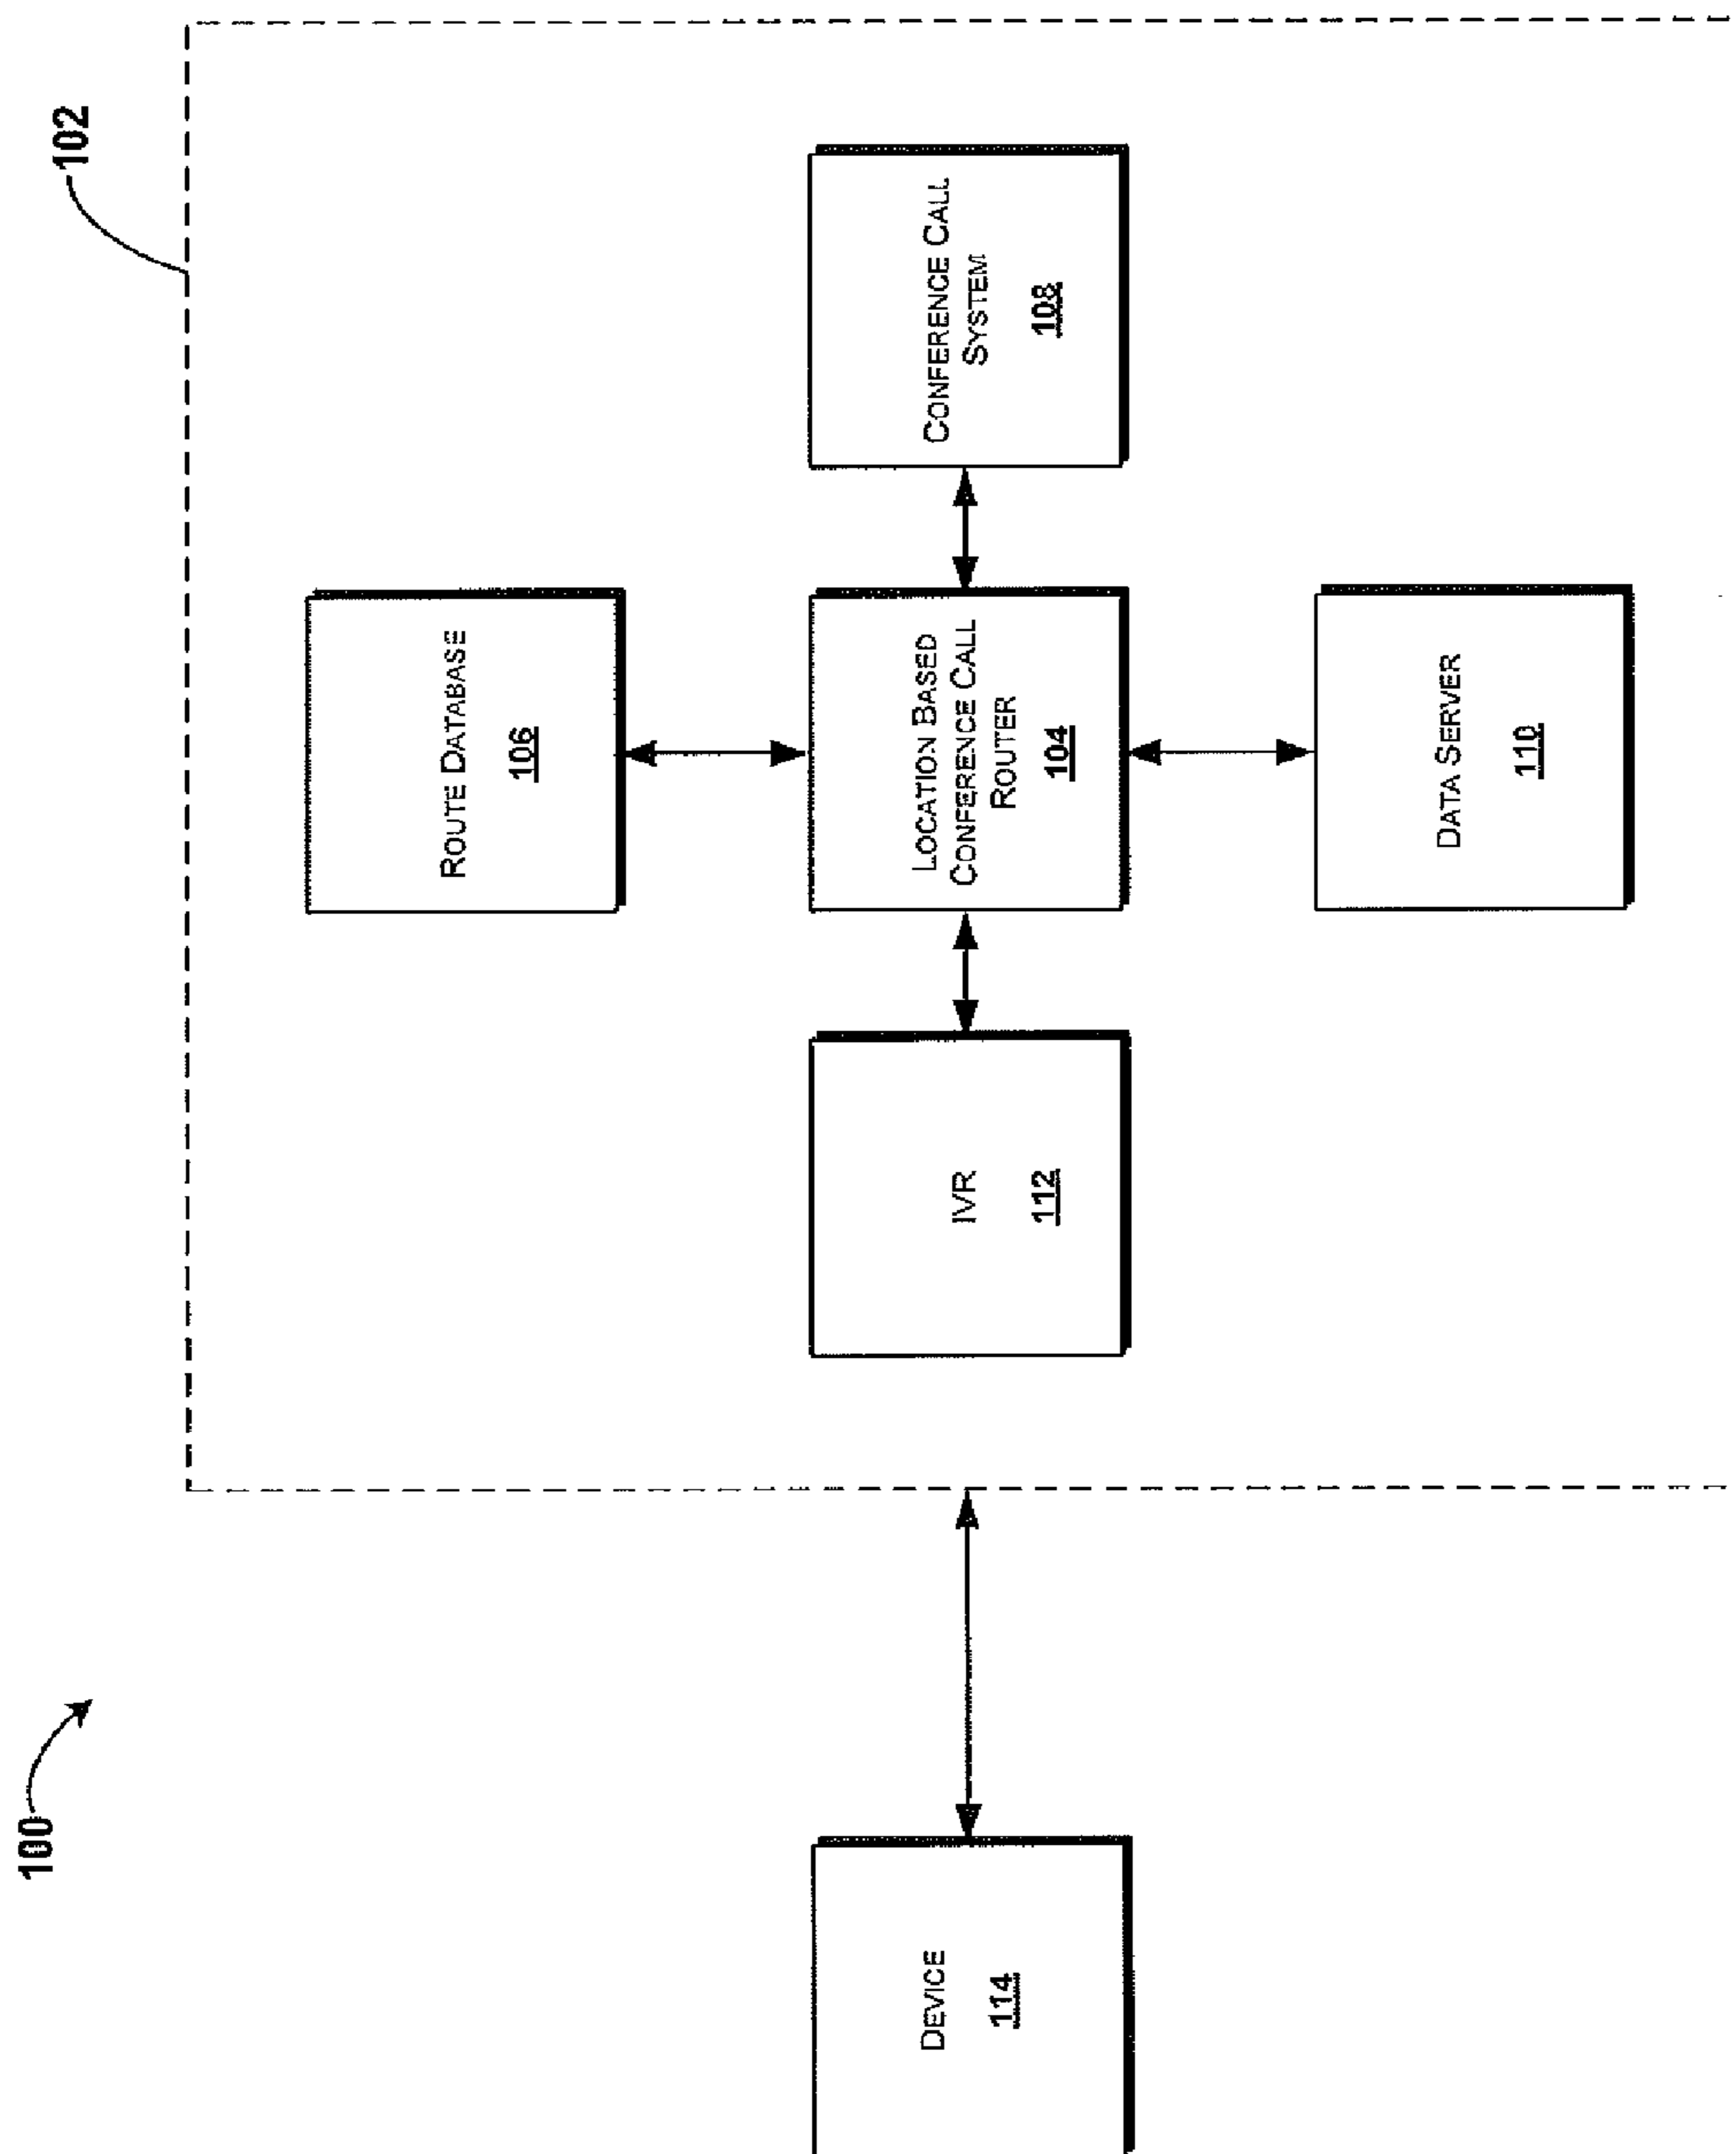 100
102
ROUTE DATABASE
106
DEVICE
114
IVR
112
LOCATION BASED
CONFERENCE CALL
ROUTER
104
CONFERENCE CALL
SYSTEM
108
DATA SERVER
110